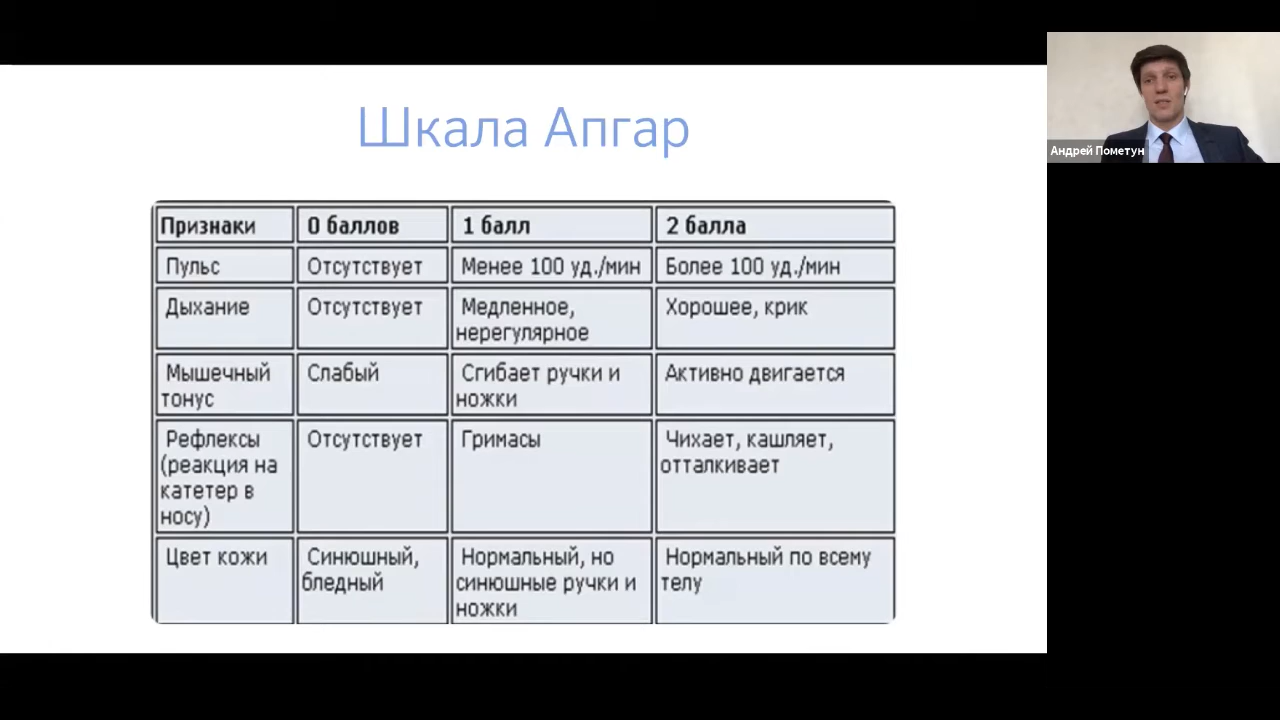 Шкала Апгар
Андрей Пометун
Признаки
0 баллов
1 балл
2 балла
Пульс
Отсутствует
Менее 100 уд./мин
Более 100 уд./мин
Дыхание
Отсутствует
Медленное,
нерегулярное
Хорошее, крик
Мышечный
тонус
Слабый
Сгибает ручки и
ножки
Активно двигается
Рефлексы
(реакция на
катетер в
носу)
Отсутствует
Гримасы
Чихает, кашляет,
отталкивает
Цвет кожи
Синюшный,
бледный
Нормальный, но
синюшные ручки и
ножки
Нормальный по всему
телу